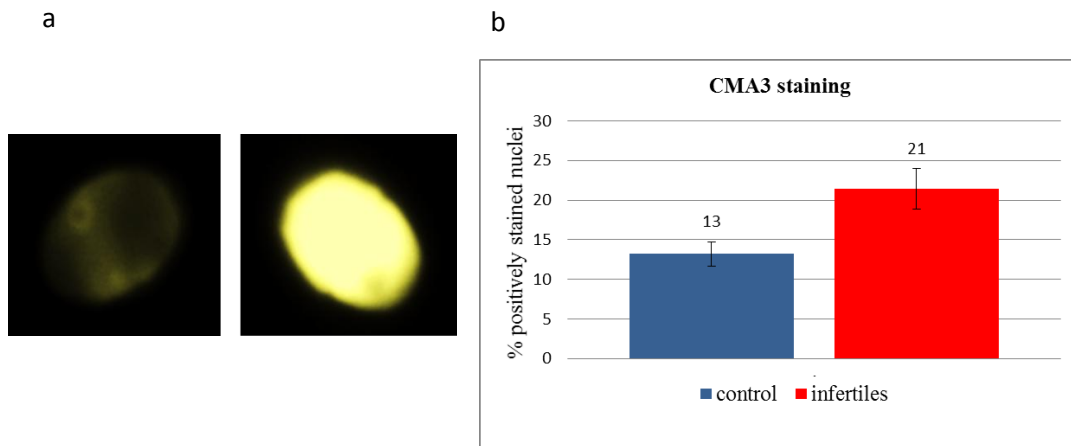 a
b
CMA3 staining
% positively stained nuclei
30
25
20
15
10
5
0
13
21
control infertiles